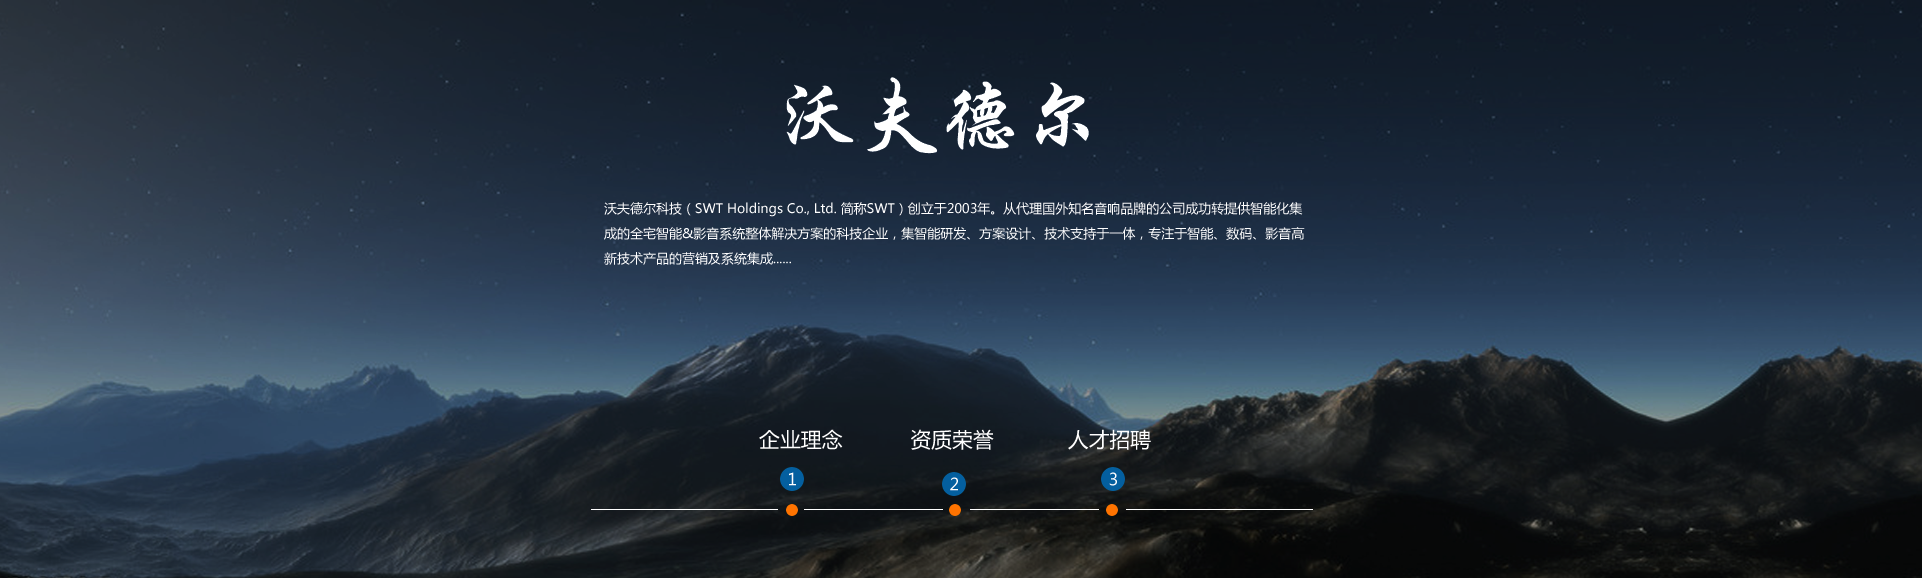 沃夫德尔
沃夫德尔科技（SWT Holdings Co., Ltd. 简称SWT）创立于2003年。从代理国外知名音响品牌的公司成功转提供智能化集
成的全宅智能&影音系统整体解决方案的科技企业，集智能研发、方案设计、技术支持于一体，专注于智能、数码、影音高
新技术产品的营销及系统集成......
企业理念 资质荣誉 人才招聘
1 2 3